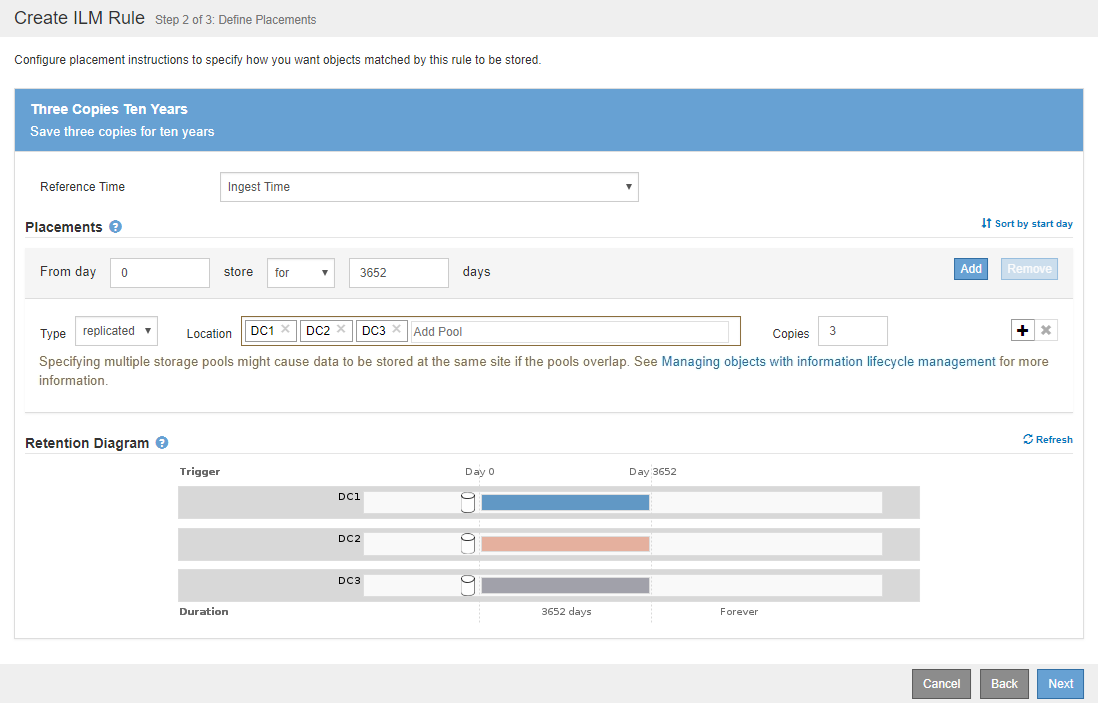 Create ILM Rule Step 2 of 3: Define Placements
Configure placement instructions to specify how you want objects matched by this rule to be stored.
Three Copies Ten Years
Save three copies for ten years
Reference Time Ingest Time
Placements ? Sort by start day
From day 0 store for 3652 days Add Remove
Type replicated Location DC1 × DC2 × DC3 × Add Pool Copies 3 + ×
Specifying multiple storage pools might cause data to be stored at the same site if the pools overlap. See Managing objects with information lifecycle management for more
information.
Retention Diagram ? Refresh
Trigger Day 0 Day 3652
DC1
DC2
DC3
Duration 3652 days Forever
Cancel Back Next